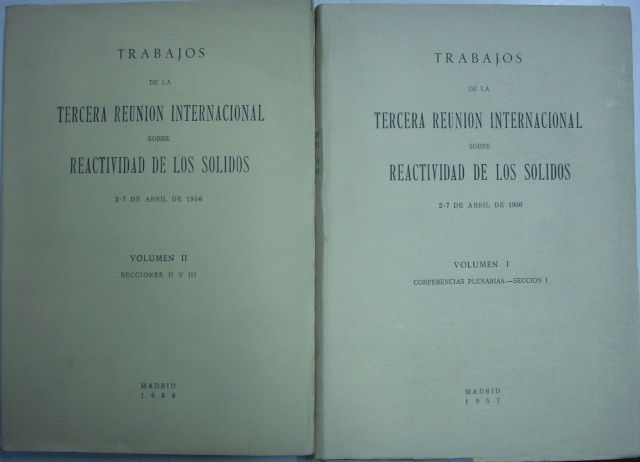 TRABAJOS
DE LA
TERCERA REUNION INTERNACIONAL
SOBRE
REACTIVIDAD DE LOS SOLIDOS
2-7 DE ABRIL DE 1956
VOLUMEN II
SECCIONES II Y III
MADRID
1958
TRABAJOS
DE LA
TERCERA REUNION INTERNACIONAL
SOBRE
REACTIVIDAD DE LOS SOLIDOS
2-7 DE ABRIL DE 1956
VOLUMEN I
CONFERENCIAS PLENARIAS.—SECCION I
MADRID
1957